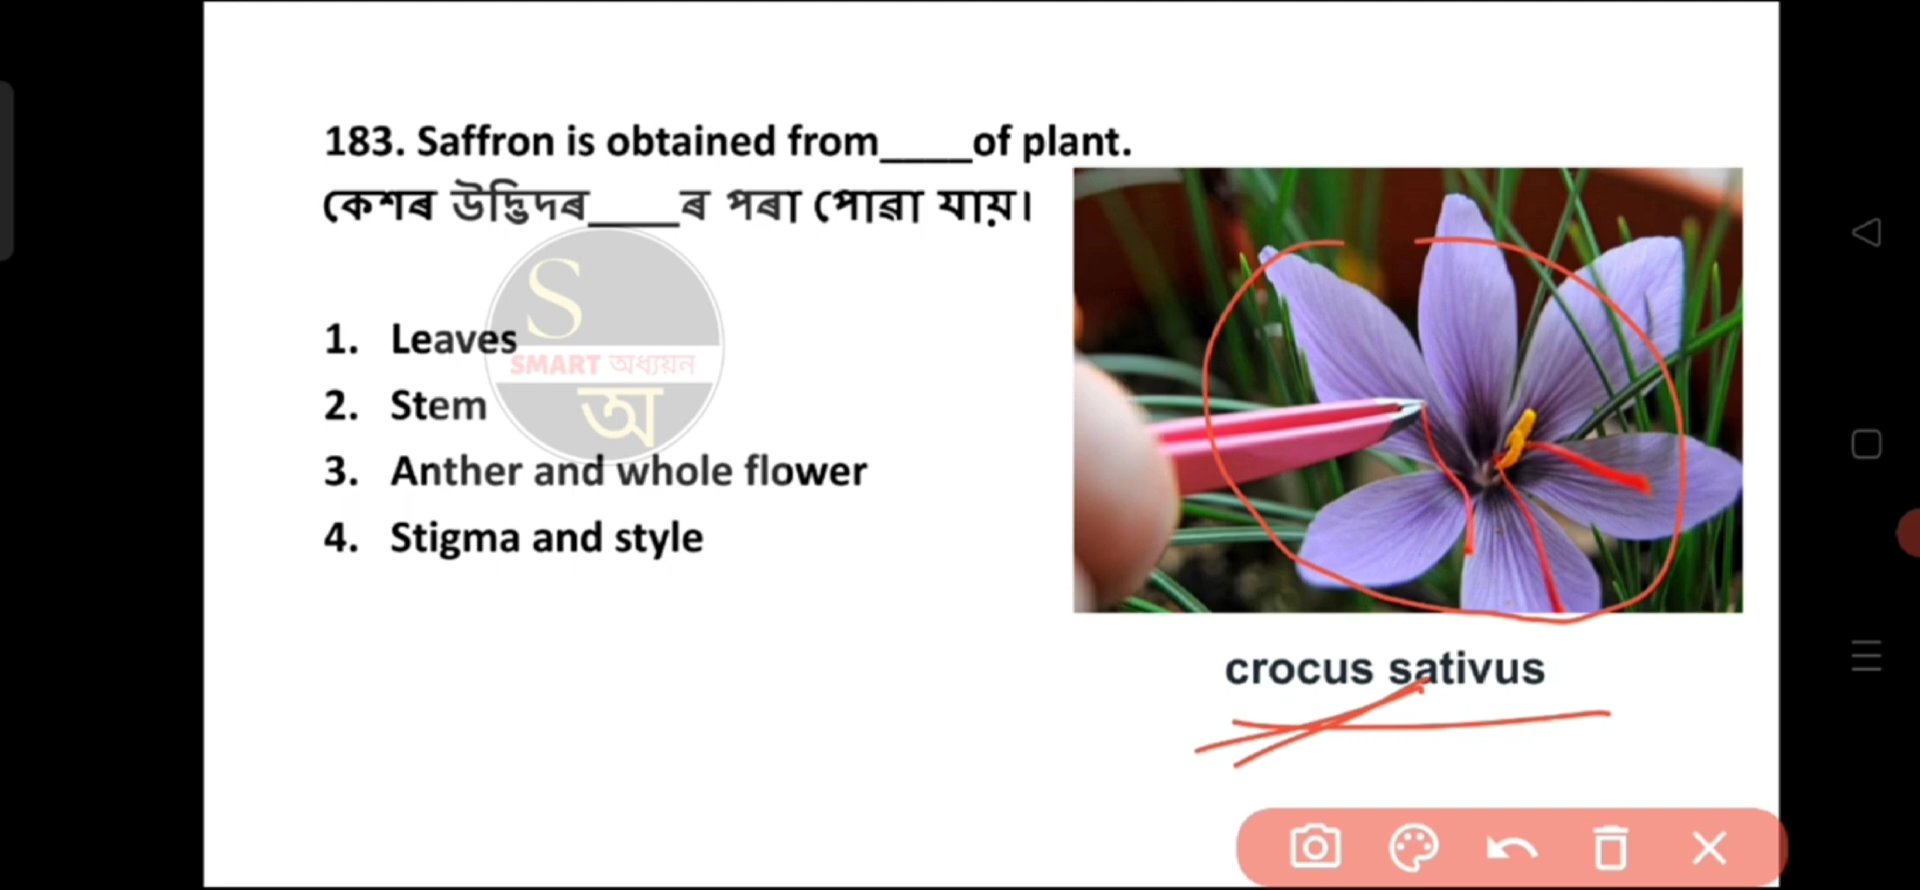 183. Saffron is obtained from____of plant.
কেশৰ উদ্ভিদৰ____ৰ পৰা পোৱা যায়।
S
SMART অধ্যয়ন
অ
1. Leaves
2. Stem
3. Anther and whole flower
4. Stigma and style
crocus sativus